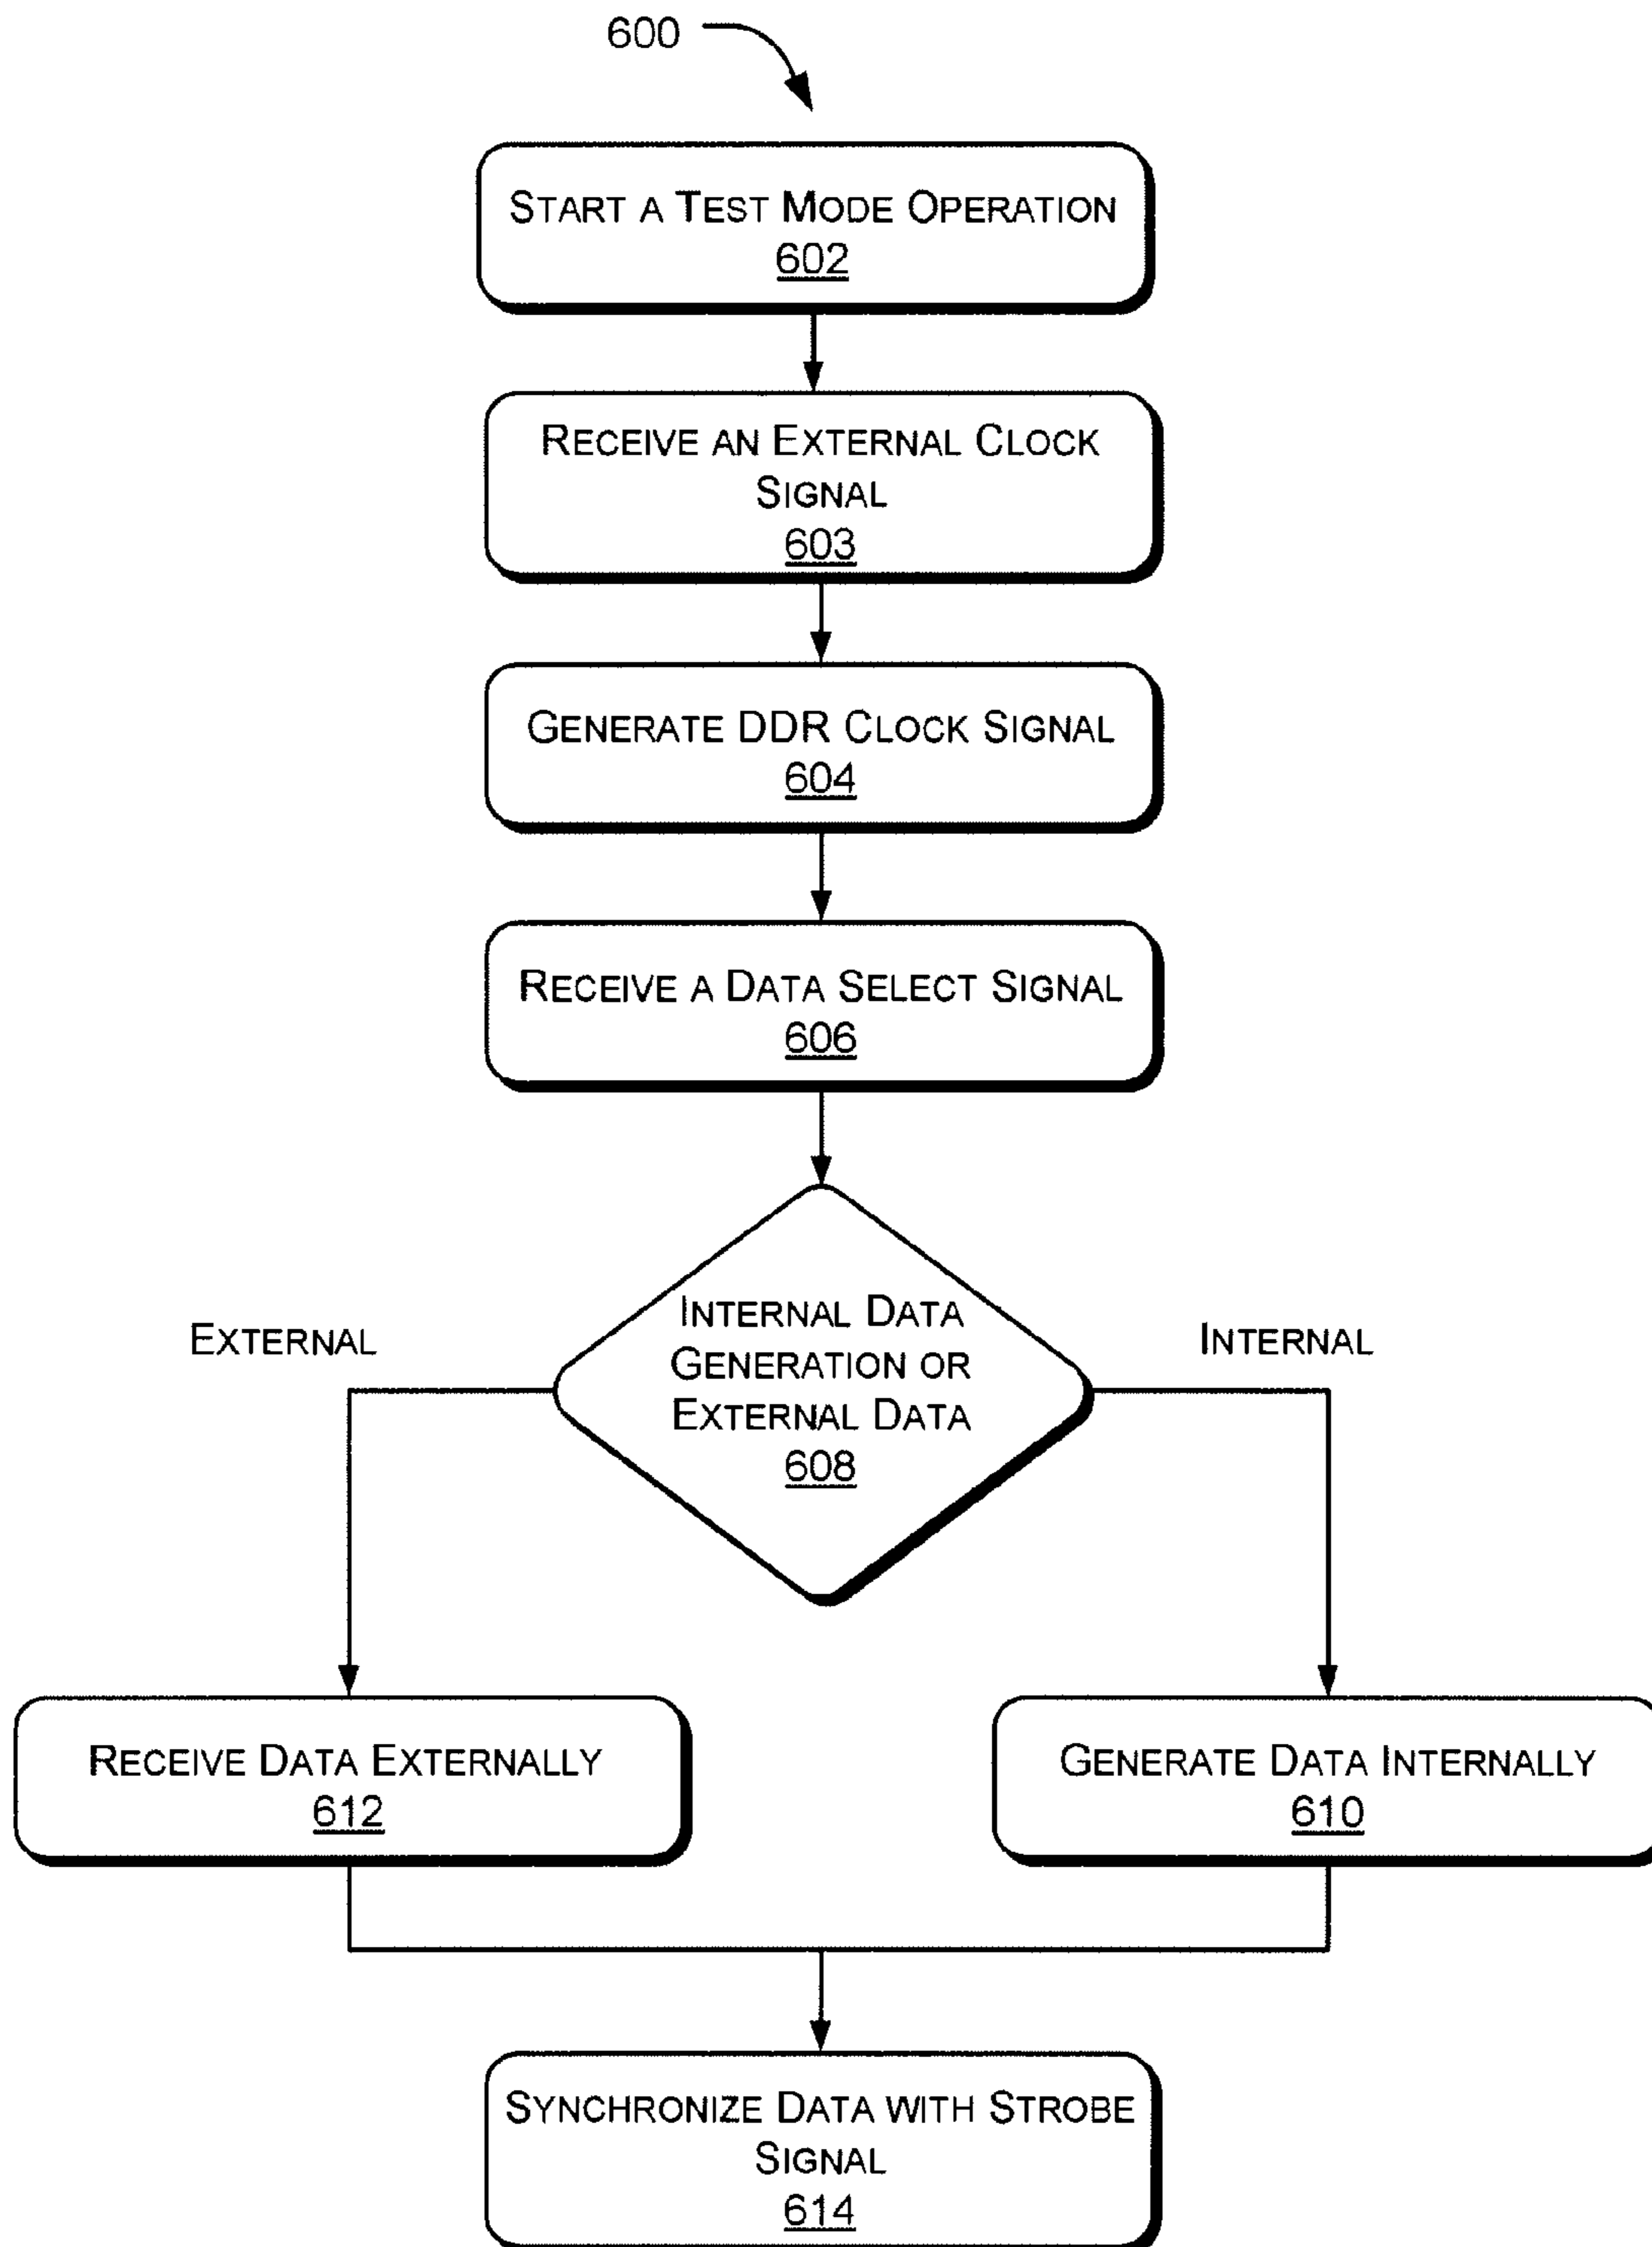 600
START A TEST MODE OPERATION
602
RECEIVE AN EXTERNAL CLOCK
SIGNAL
603
GENERATE DDR CLOCK SIGNAL
604
RECEIVE A DATA SELECT SIGNAL
606
INTERNAL DATA
GENERATION OR
EXTERNAL DATA
608
EXTERNAL
INTERNAL
RECEIVE DATA EXTERNALLY
612
GENERATE DATA INTERNALLY
610
SYNCHRONIZE DATA WITH STROBE
SIGNAL
614